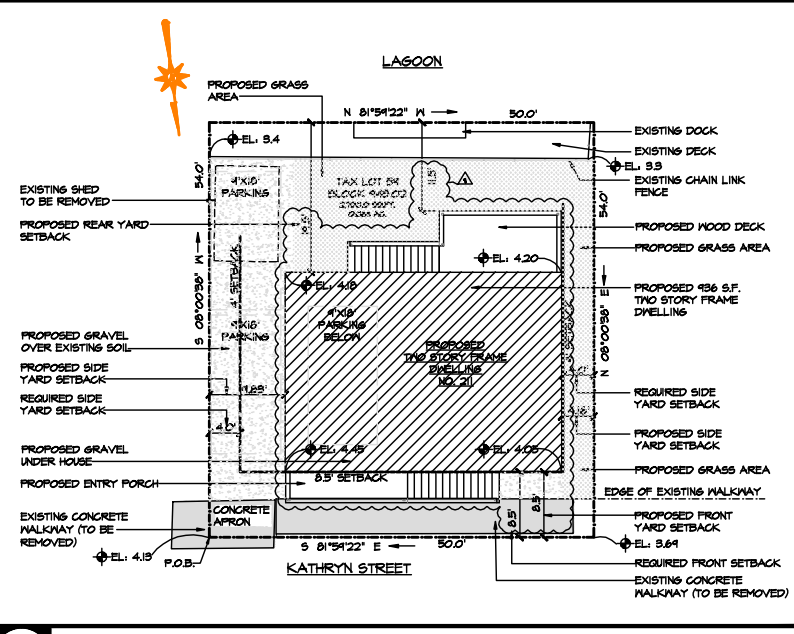 LAGOON
PROPOSED GRASS
AREA
N 81°59'22" W
50.0'
EXISTING DOCK
EXISTING DECK
EL: 3.4
EL: 3.3
EXISTING CHAIN LINK
FENCE
54.0'
54.0'
9'X18'
PARKING
TAX LOT
BLOCK
11.5'
EXISTING SHED
TO BE REMOVED
PROPOSED REAR YARD
SETBACK
PROPOSED WOOD DECK
PROPOSED GRASS AREA
EL: 4.20
EL: 4.18
4' SETBACK
S 08°00'38" W
N 08°00'38" E
PROPOSED 936 S.F.
TWO STORY FRAME
DWELLING
9'X18'
PARKING
9'X18'
PARKING
BELOW
PROPOSED
TWO STORY FRAME
DWELLING
NO. 211
PROPOSED GRAVEL
OVER EXISTING SOIL
PROPOSED SIDE
YARD SETBACK
REQUIRED SIDE
YARD SETBACK
REQUIRED SIDE
YARD SETBACK
PROPOSED SIDE
YARD SETBACK
PROPOSED GRAVEL
UNDER HOUSE
EL: 4.45
EL: 4.05
8.5' SETBACK
PROPOSED GRASS AREA
PROPOSED ENTRY PORCH
EDGE OF EXISTING WALKWAY
CONCRETE
APRON
8.5'
8.5'
EXISTING CONCRETE
WALKWAY (TO BE
REMOVED)
PROPOSED FRONT
YARD SETBACK
EL: 4.13
P.O.B.
S 81°59'22" E
50.0'
EL: 3.69
REQUIRED FRONT SETBACK
KATHRYN STREET
EXISTING CONCRETE
WALKWAY (TO BE REMOVED)